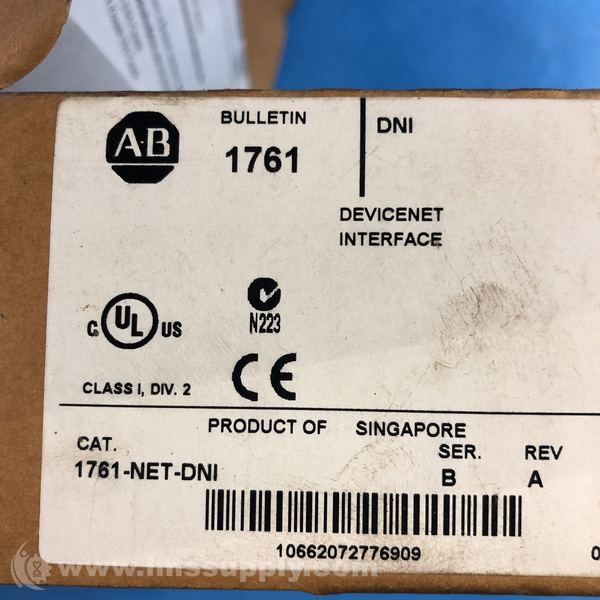 A·B
BULLETIN
1761
DNI
DEVICENET
INTERFACE
C UL US
N223
CLASS I, DIV. 2
CE
PRODUCT OF SINGAPORE
CAT.
1761-NET-DNI
SER.
B
REV
A
10662072776909
0
www.imssupply.com